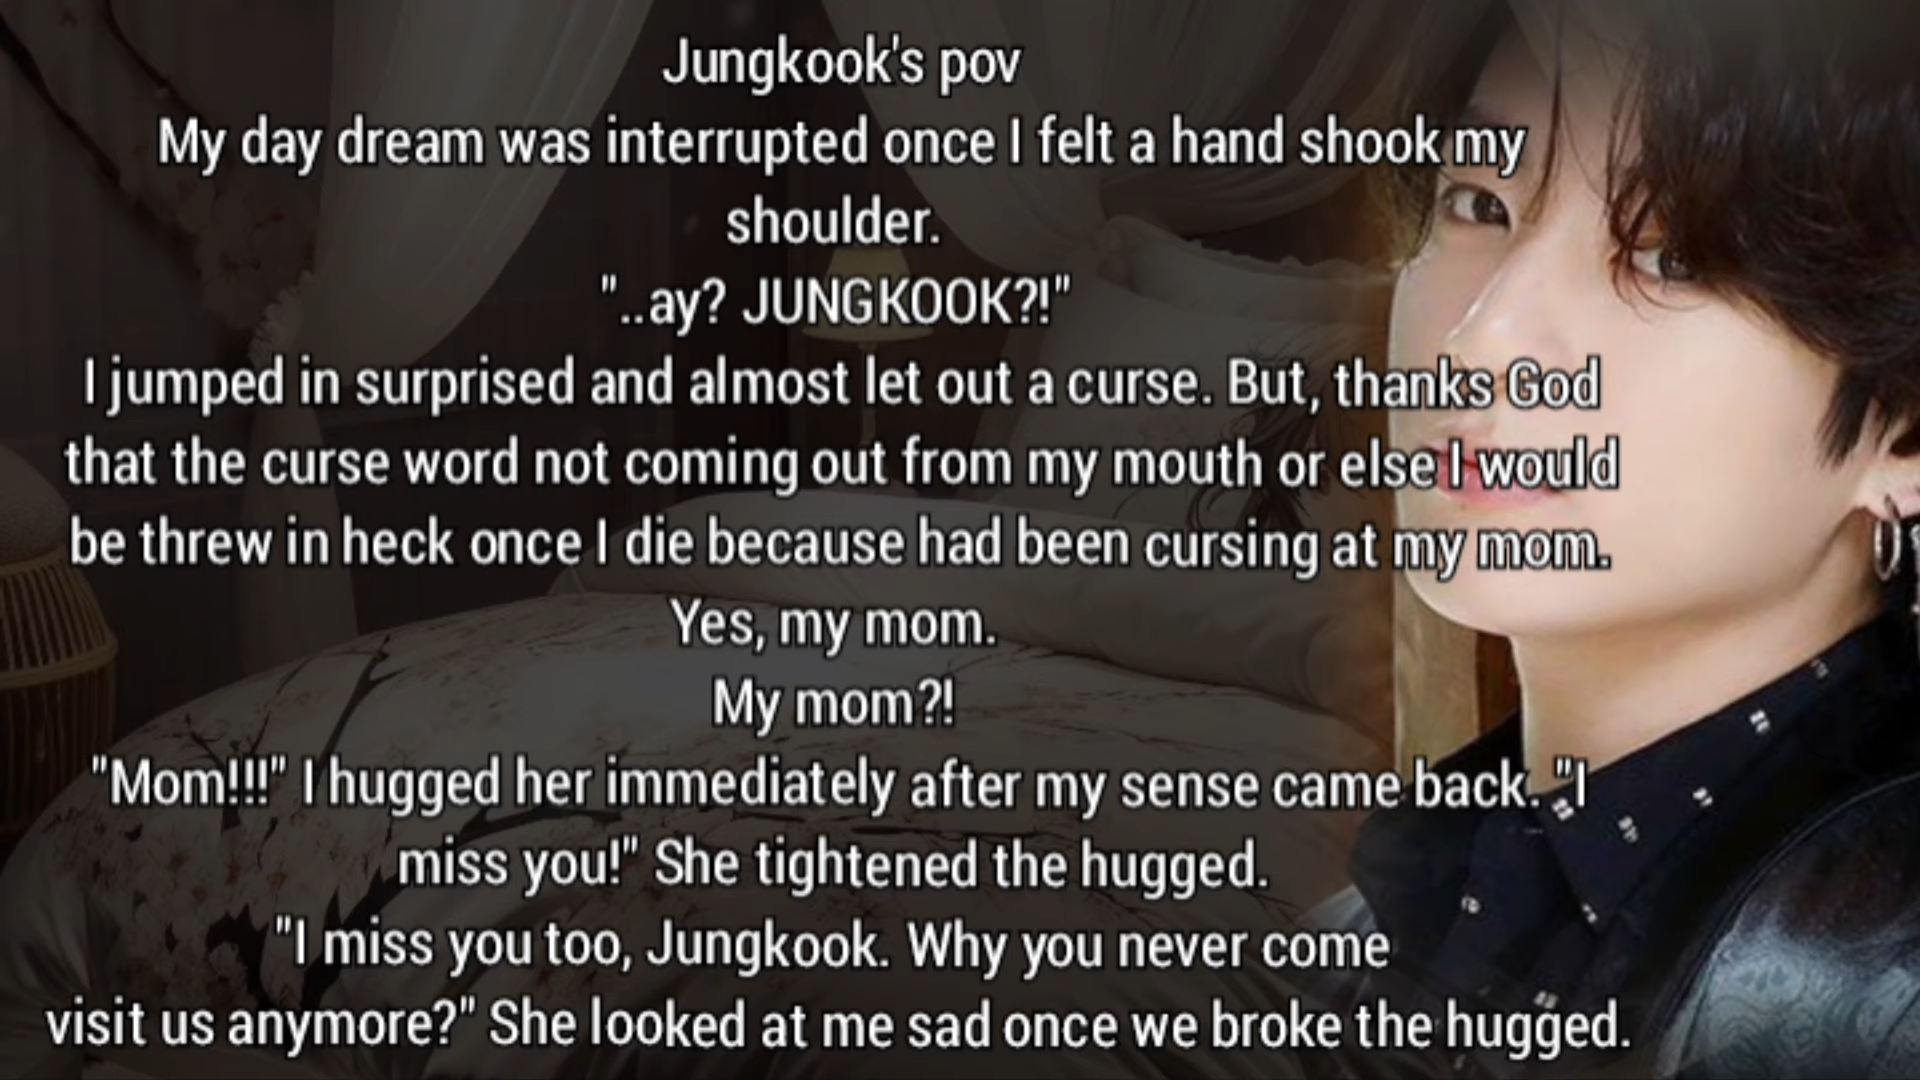 Jungkook's pov
My day dream was interrupted once I felt a hand shook my
shoulder.
"..ay? JUNGKOOK?!"
I jumped in surprised and almost let out a curse. But, thanks God
that the curse word not coming out from my mouth or else I would
be threw in heck once I die because had been cursing at my mom.
Yes, my mom.
My mom?!
"Mom!!!" I hugged her immediately after my sense came back. "I
miss you!" She tightened the hugged.
"I miss you too, Jungkook. Why you never come
visit us anymore?" She looked at me sad once we broke the hugged.